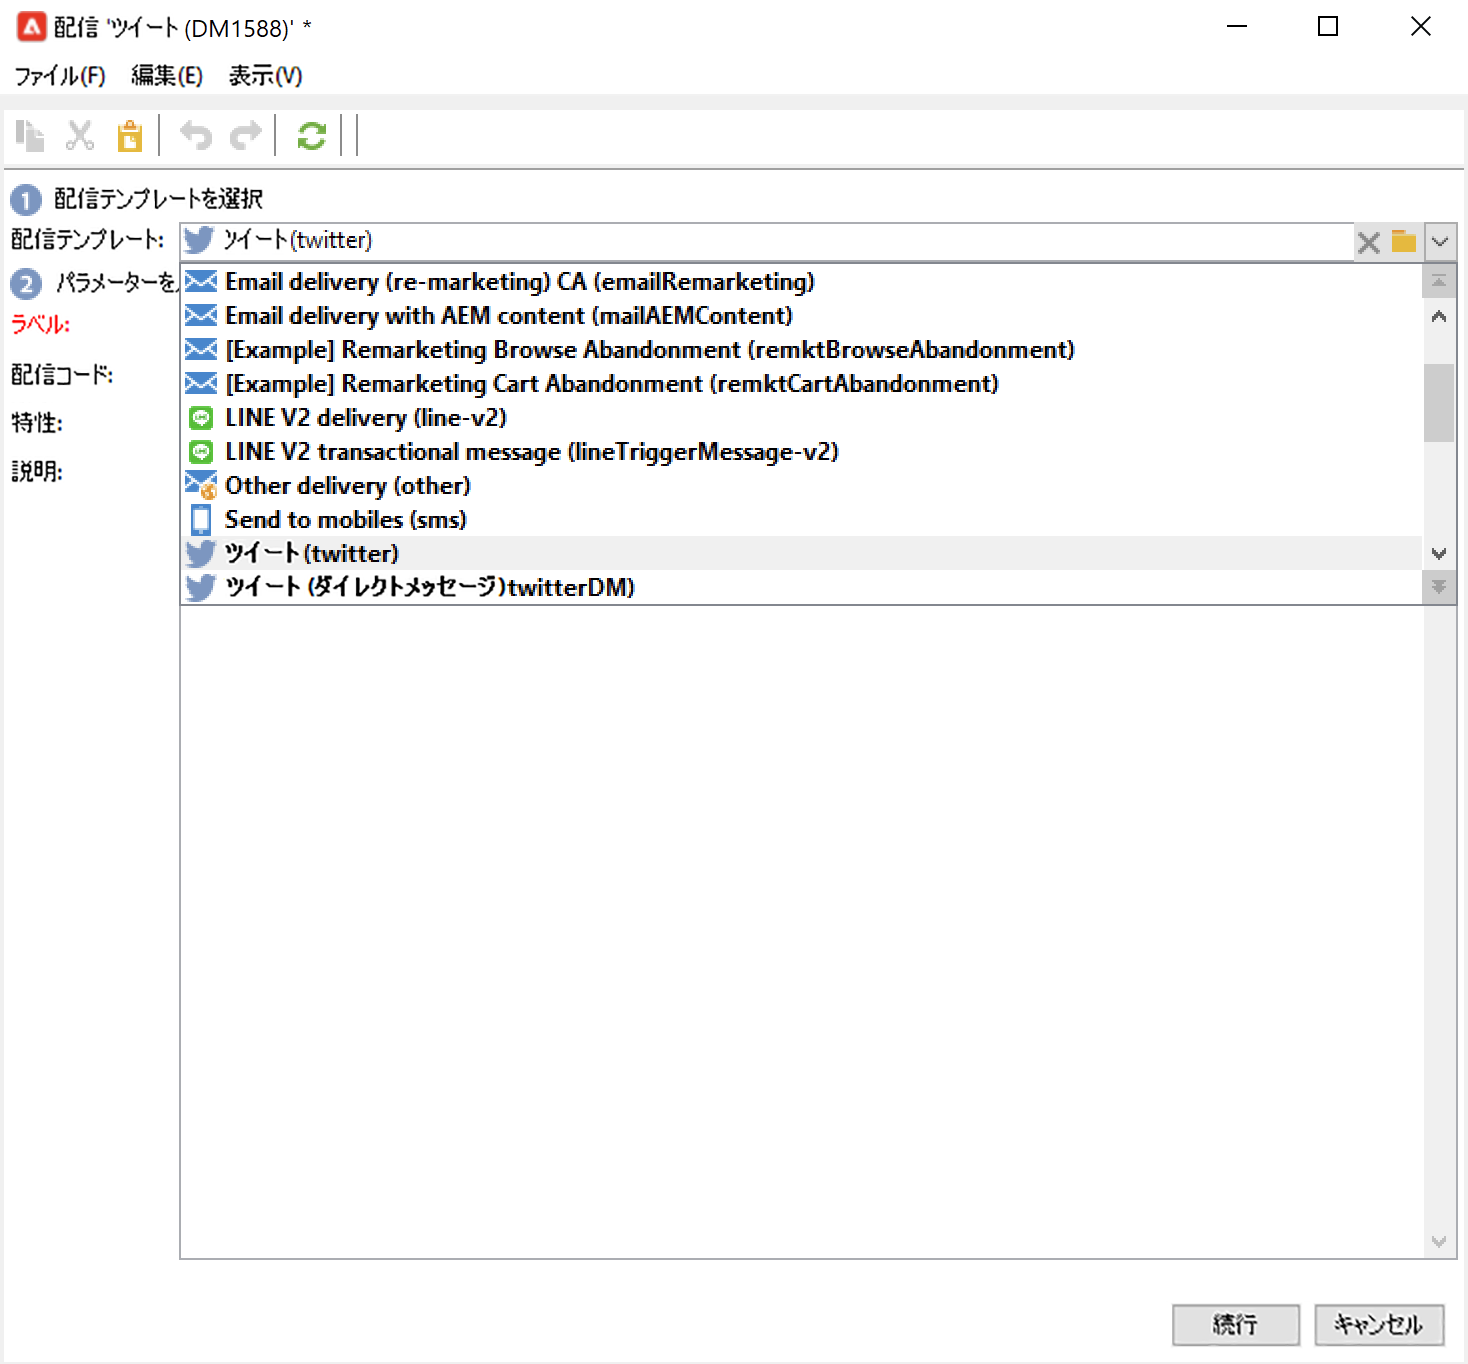 配信 'ツイート (DM1588)' *
ファイル(F) 編集(E) 表示(V)
1 配信テンプレートを選択
配信テンプレート: ツイート(twitter)
2 パラメーターを
Email delivery (re-marketing) CA (emailRemarketing)
ラベル:
Email delivery with AEM content (mailAEMContent)
[Example] Remarketing Browse Abandonment (remktBrowseAbandonment)
配信コード:
[Example] Remarketing Cart Abandonment (remktCartAbandonment)
特性:
LINE V2 delivery (line-v2)
LINE V2 transactional message (lineTriggerMessage-v2)
説明:
Other delivery (other)
Send to mobiles (sms)
ツイート(twitter)
ツイート (ダイレクトメッセージ)twitterDM)
続行 キャンセル